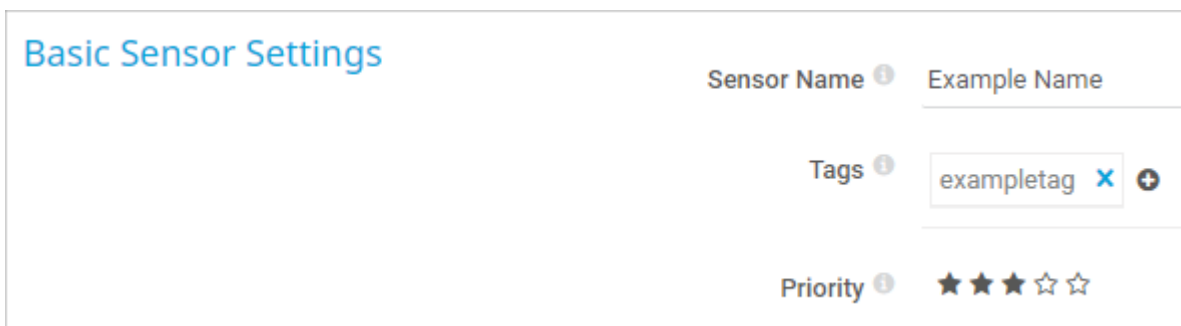 Basic Sensor Settings
Sensor Name Example Name
Tags exampletag
Priority